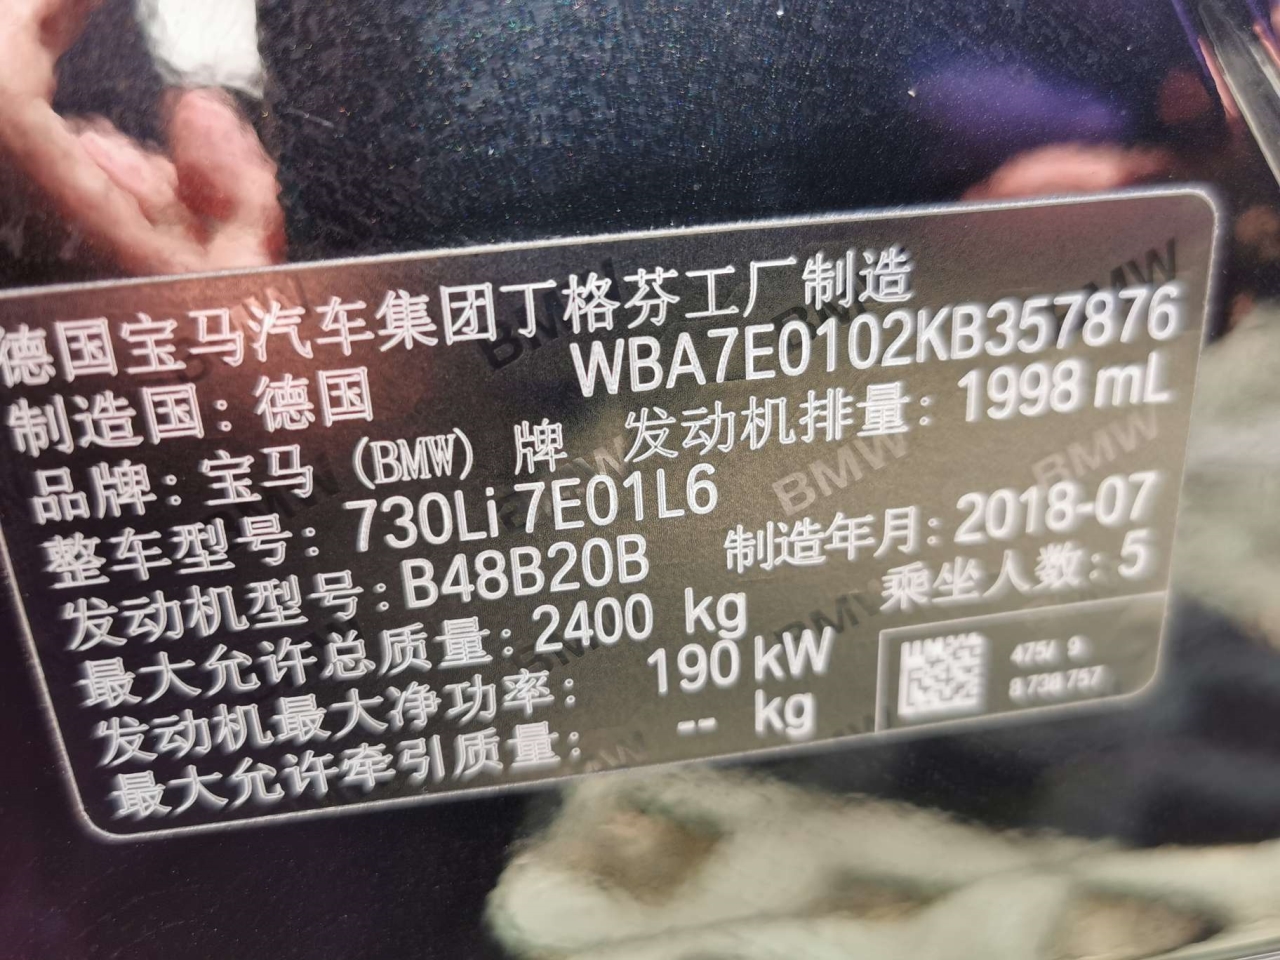 德国宝马汽车集团丁格芬工厂制造
制造国：德国 WBA7E0102KB357876
品牌：宝马（BMW）牌 发动机排量：1998 mL
整车型号：730Li 7E01L6
发动机型号：B48B20B 制造年月：2018-07
最大允许总质量：2400 kg 乘坐人数：5
发动机最大净功率：190 kW
最大允许牵引质量：-- kg
8 738 757